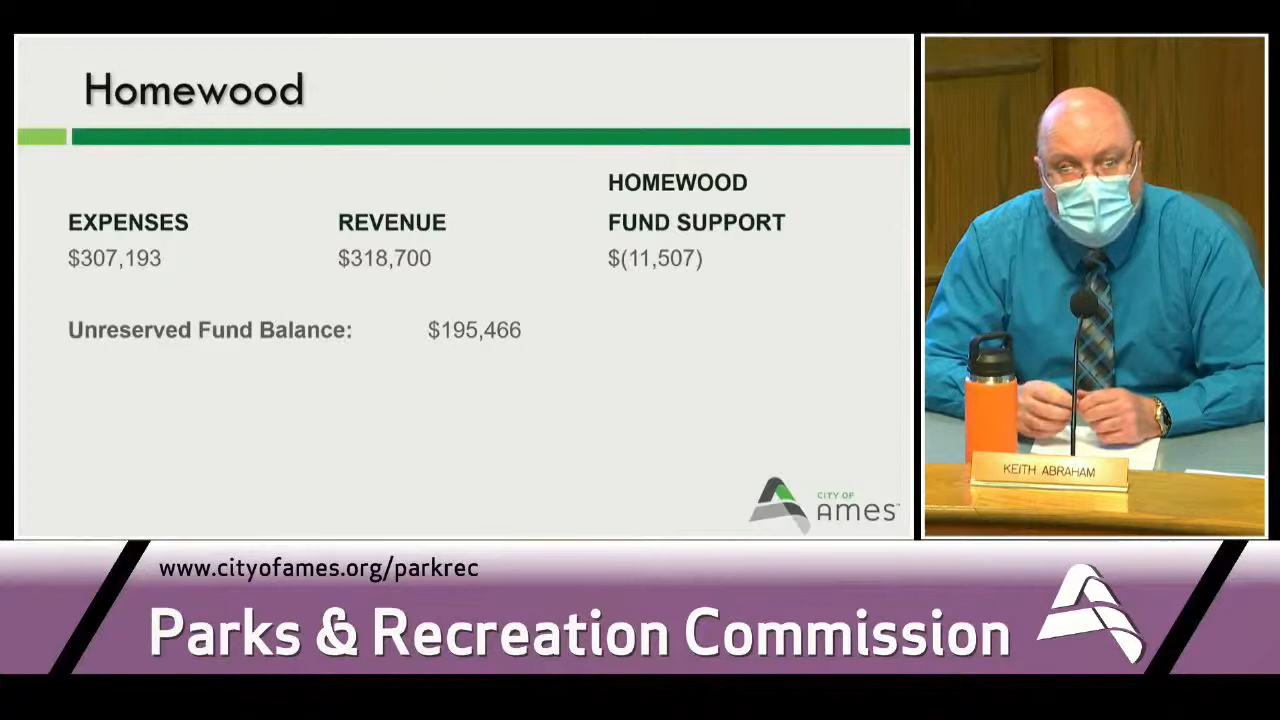 Homewood
HOMEWOOD
EXPENSES REVENUE FUND SUPPORT
$307,193 $318,700 $(11,507)
Unreserved Fund Balance: $195,466
CITY OF
AMES™
KEITH ABRAHAM
www.cityofames.org/parkrec
Parks & Recreation Commission